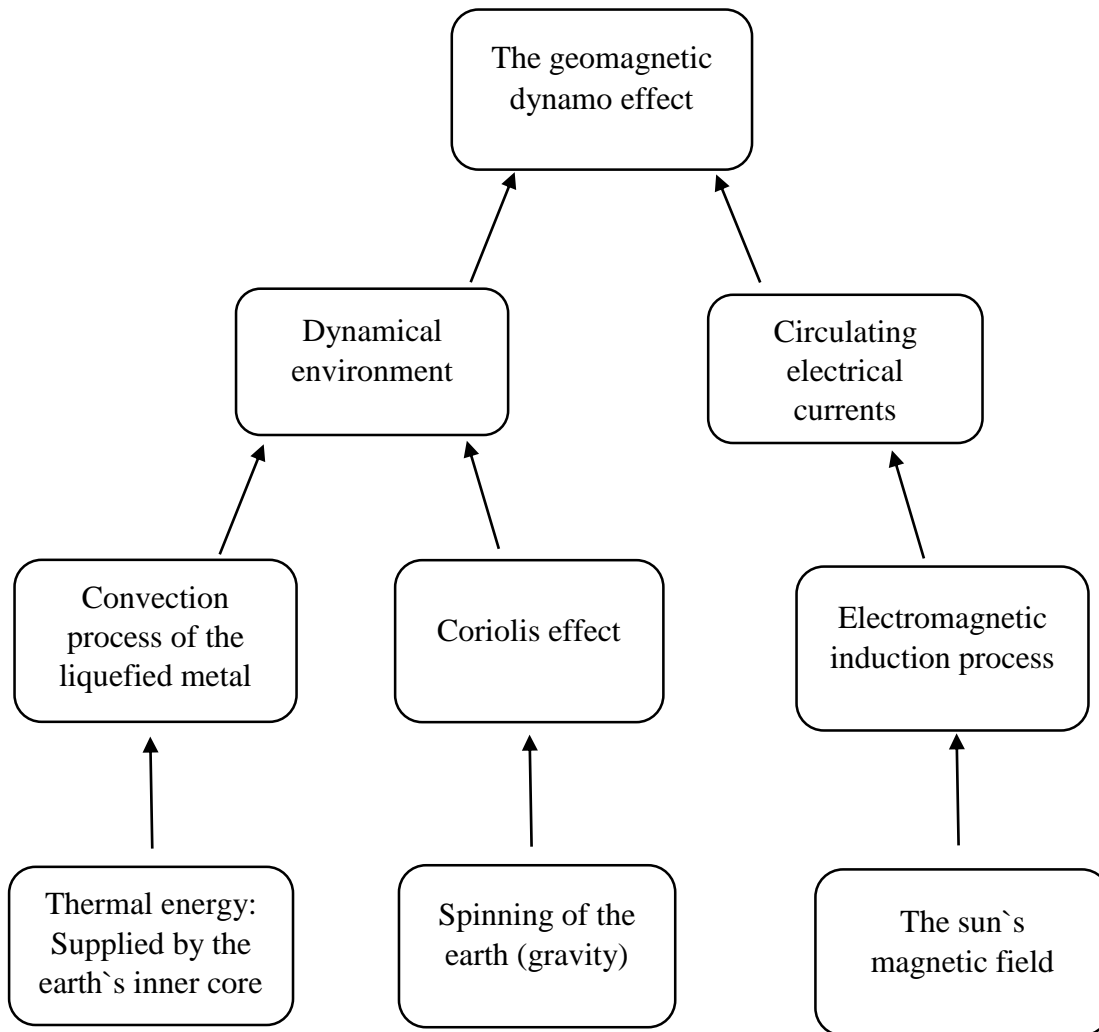 The geomagnetic
dynamo effect
Dynamical
environment
Circulating
electrical
currents
Convection
process of the
liquefied metal
Coriolis effect
Electromagnetic
induction process
Thermal energy:
Supplied by the
earth`s inner core
Spinning of the
earth (gravity)
The sun`s
magnetic field